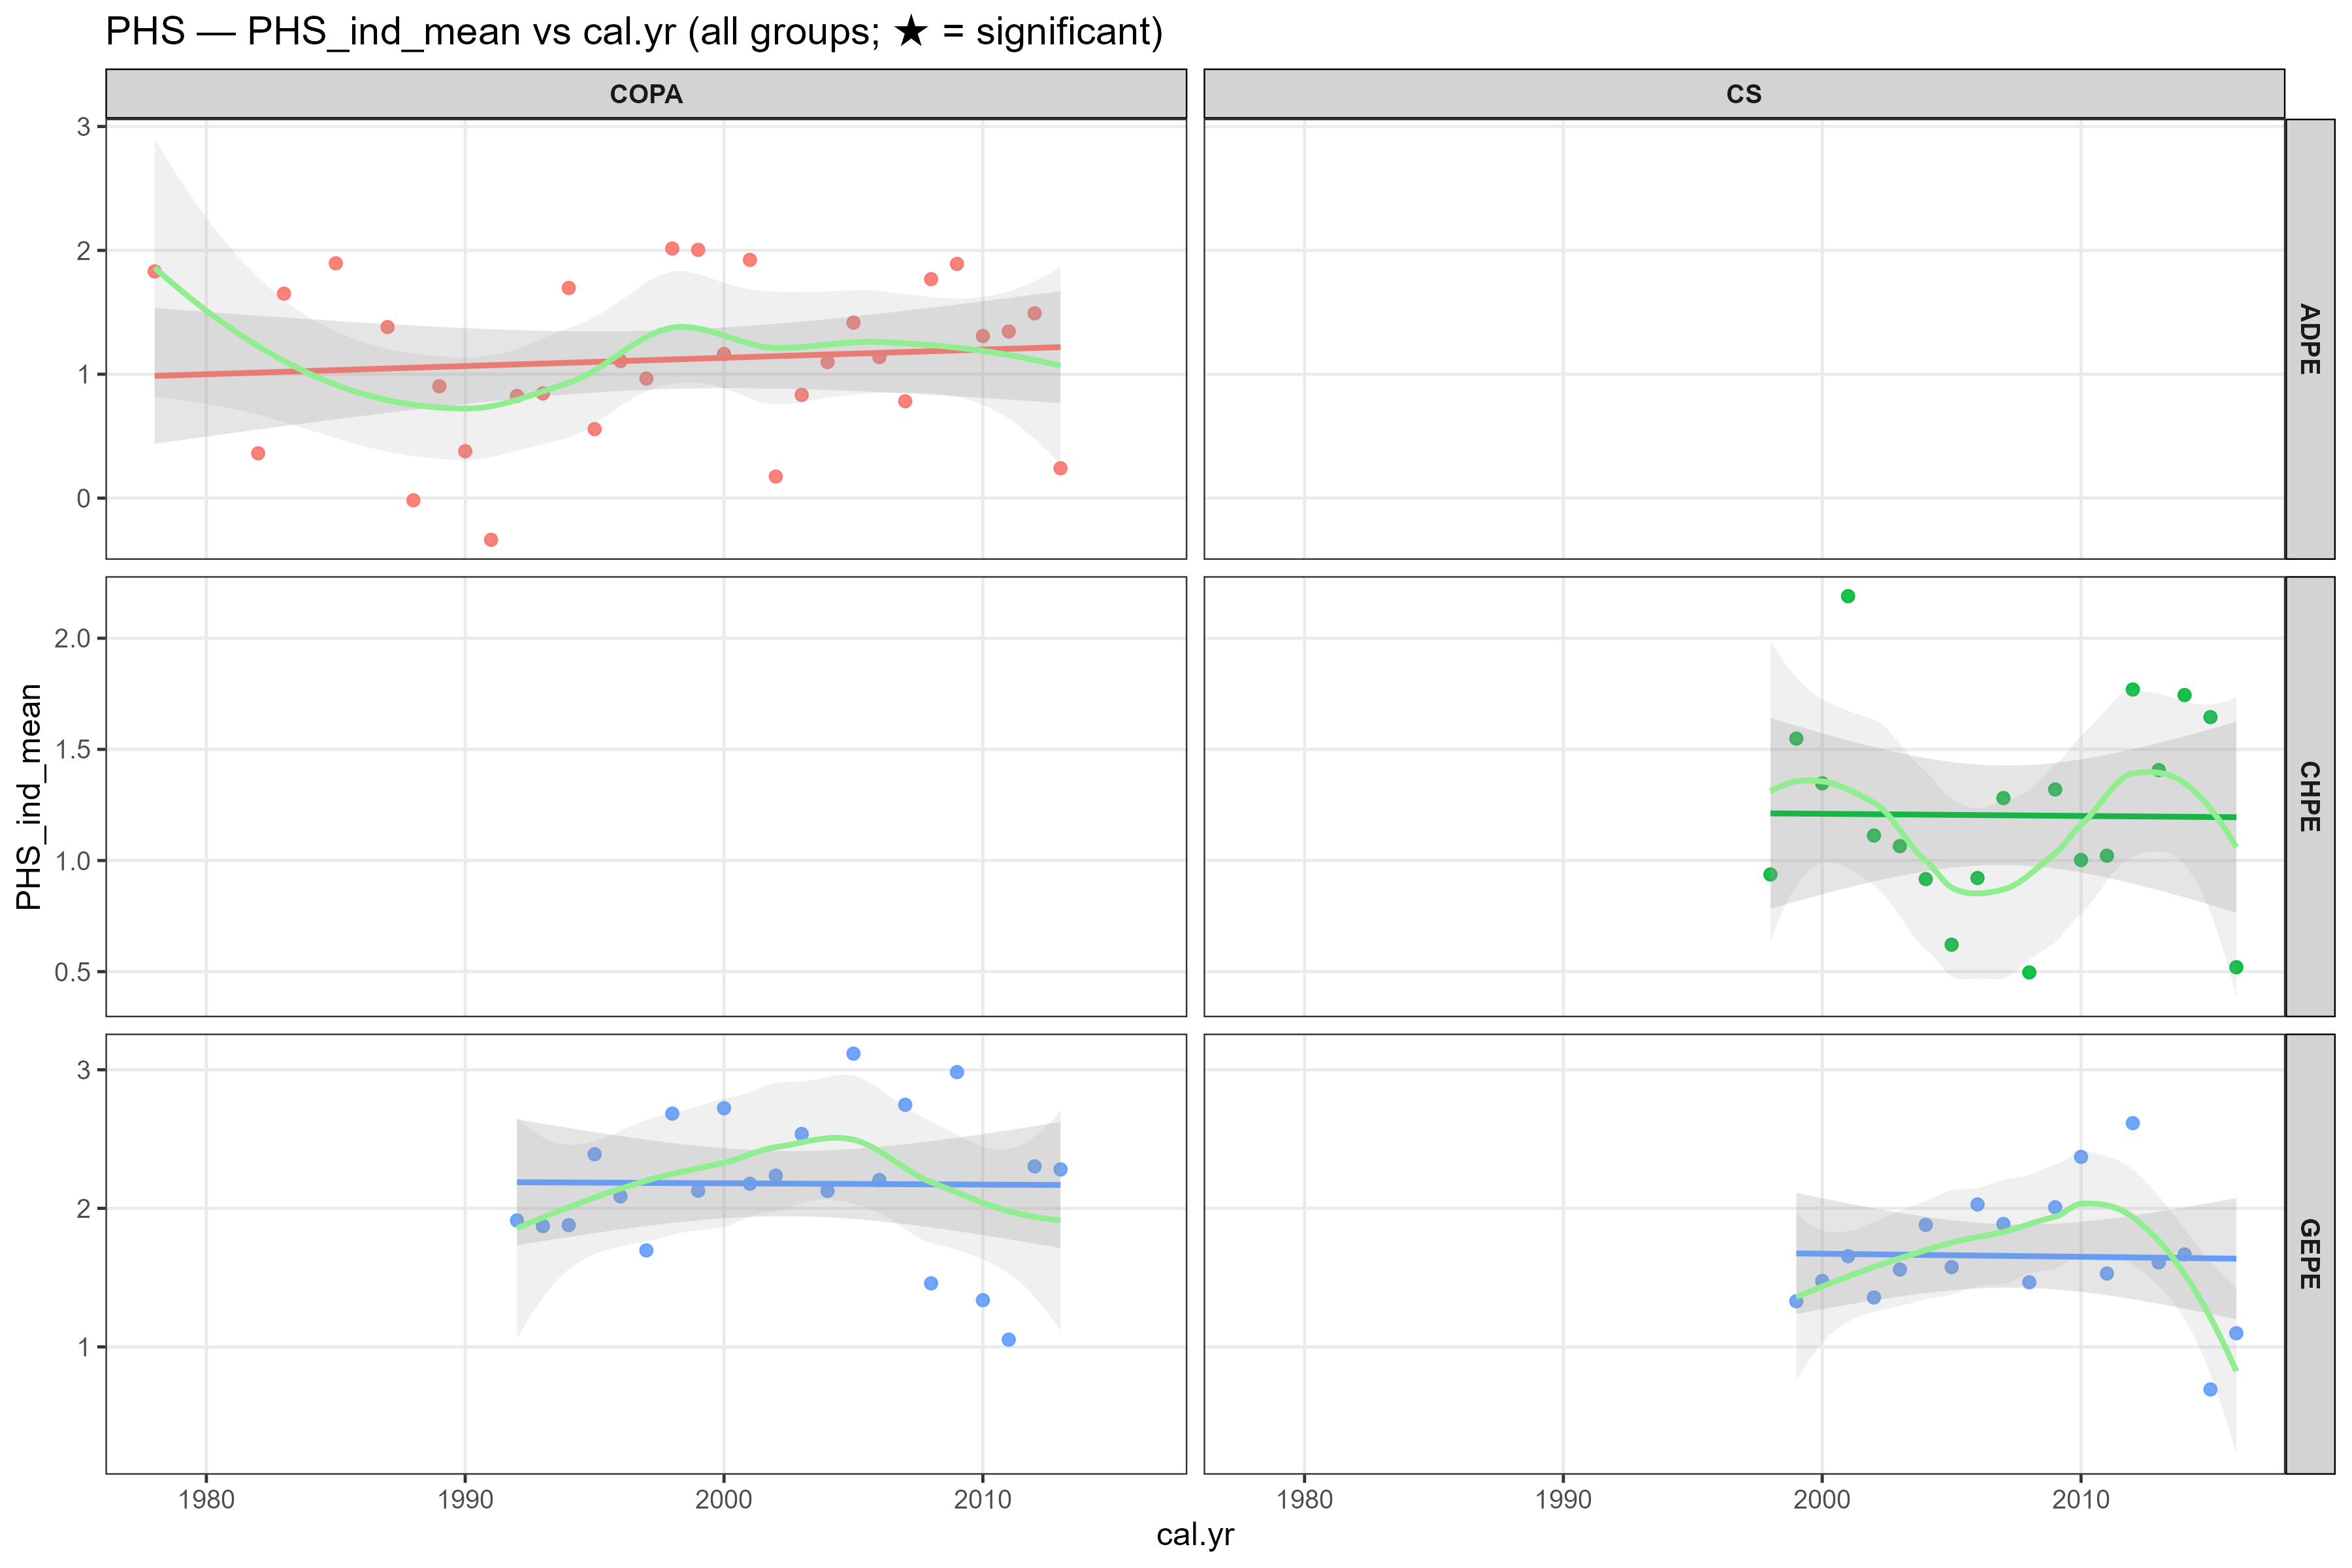 PHS — PHS_ind_mean vs cal.yr (all groups; ★ = significant)
COPA
CS
3
2
1
0
ADPE
2.0
1.5
1.0
0.5
CHPE
PHS_ind_mean
3
2
1
GEPE
1980
1990
2000
2010
1980
1990
2000
2010
cal.yr